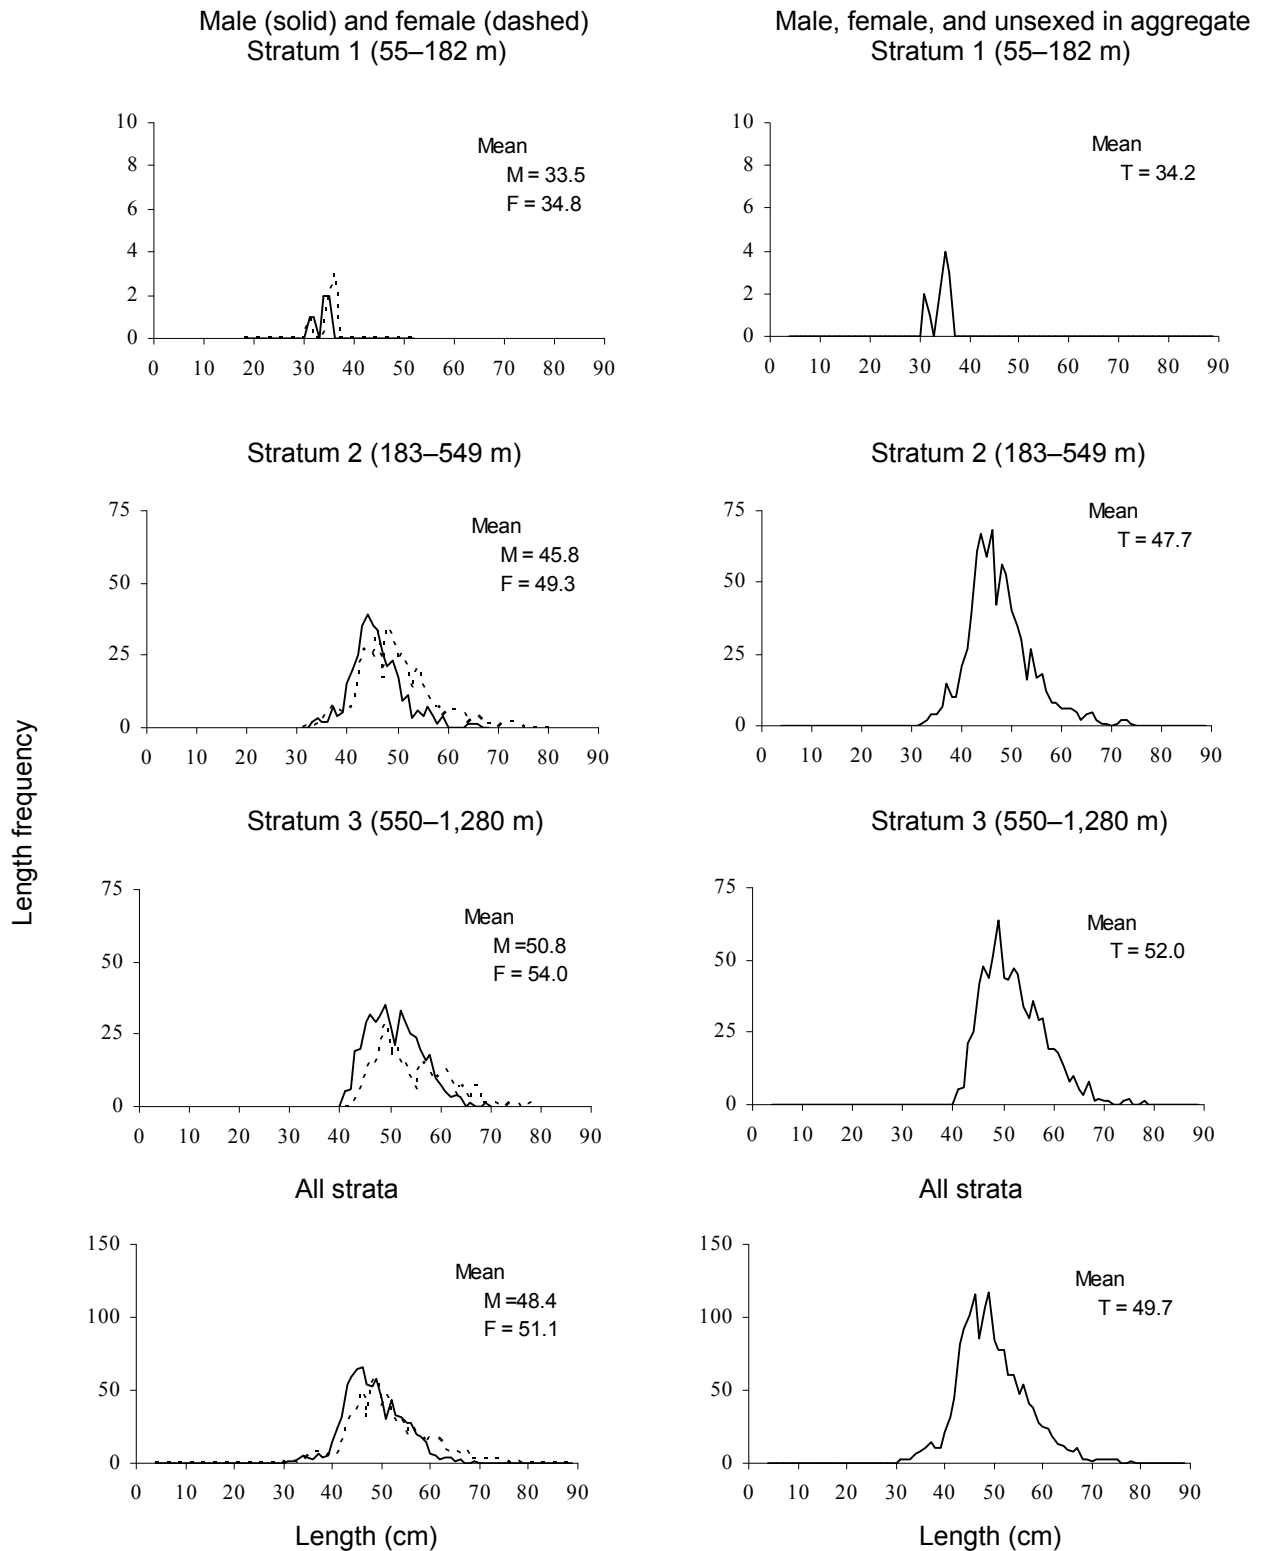 Male (solid) and female (dashed)
Stratum 1 (55–182 m)
10
8
6
4
2
0
0 10 20 30 40 50 60 70 80 90
Mean
M = 33.5
F = 34.8
Male, female, and unsexed in aggregate
Stratum 1 (55–182 m)
10
8
6
4
2
0
0 10 20 30 40 50 60 70 80 90
Mean
T = 34.2
Length frequency
Stratum 2 (183–549 m)
75
50
25
0
0 10 20 30 40 50 60 70 80 90
Mean
M = 45.8
F = 49.3
Stratum 2 (183–549 m)
75
50
25
0
0 10 20 30 40 50 60 70 80 90
Mean
T = 47.7
Stratum 3 (550–1,280 m)
75
50
25
0
0 10 20 30 40 50 60 70 80 90
Mean
M =50.8
F = 54.0
Stratum 3 (550–1,280 m)
75
50
25
0
0 10 20 30 40 50 60 70 80 90
Mean
T = 52.0
All strata
150
100
50
0
0 10 20 30 40 50 60 70 80 90
Mean
M =48.4
F = 51.1
Length (cm)
All strata
150
100
50
0
0 10 20 30 40 50 60 70 80 90
Mean
T = 49.7
Length (cm)